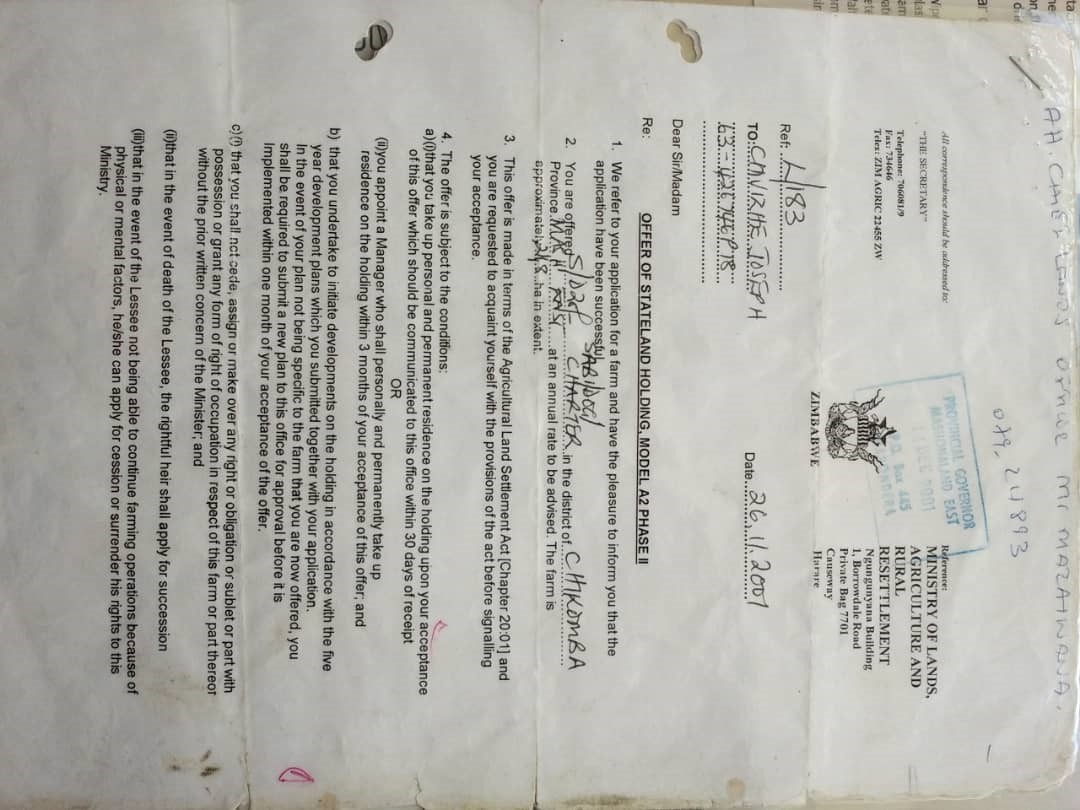 AH. CHIEF LANDS OFFICE MR MAZAIWANA.
079. 24893
All correspondence should be addressed to:
"THE SECRETARY"
Telephone: 706081/9
Fax: 734646
Telex: ZIM AGRIC 22455 ZW
PROVINCIAL GOVERNOR
MASHONALAND EAST
DEC 2001
P.O. Box 445
ZIMBABWE
Reference:
MINISTRY OF LANDS,
AGRICULTURE AND
RURAL
RESETTLEMENT
Ngungunyana Building
1, Borrowdale Road
Private Bag 7701
Causeway
Harare
Ref: L/183
Date 26.11.2001
TO: JOSEPH
63-
Dear Sir/Madam
Re: OFFER OF STATELAND HOLDING, MODEL A2 PHASE II
1. We refer to your application for a farm and have the pleasure to inform you that the
application have been successful
2. You are offered S/D2 of CHARTER in the district of CHIKOMBA
Province MASH EAST at an annual rate to be advised. The farm is
approximately ha in extent.
3. This offer is made in terms of the Agricultural Land Settlement Act [Chapter 20:01] and
you are requested to acquaint yourself with the provisions of the act before signalling
your acceptance.
4. The offer is subject to the conditions:
a)(i)that you take up personal and permanent residence on the holding upon your acceptance
of this offer which should be communicated to this office within 30 days of receipt
OR
(ii)you appoint a Manager who shall personally and permanently take up
residence on the holding within 3 months of your acceptance of this offer; and
b) that you undertake to initiate developments on the holding in accordance with the five
year development plans which you submitted together with your application.
In the event of your plan not being specific to the farm that you are now offered, you
shall be required to submit a new plan to this office for approval before it is
Implemented within one month of your acceptance of the offer.
c)(i) that you shall not cede, assign or make over any right or obligation or sublet or part with
possession or grant any form of right of occupation in respect of this farm or part thereof
without the prior written concern of the Minister; and
(ii)that in the event of death of the Lessee, the rightful heir shall apply for succession
(iii)that in the event of the Lessee not being able to continue farming operations because of
physical or mental factors, he/she can apply for cession or surrender his rights to this
Ministry.